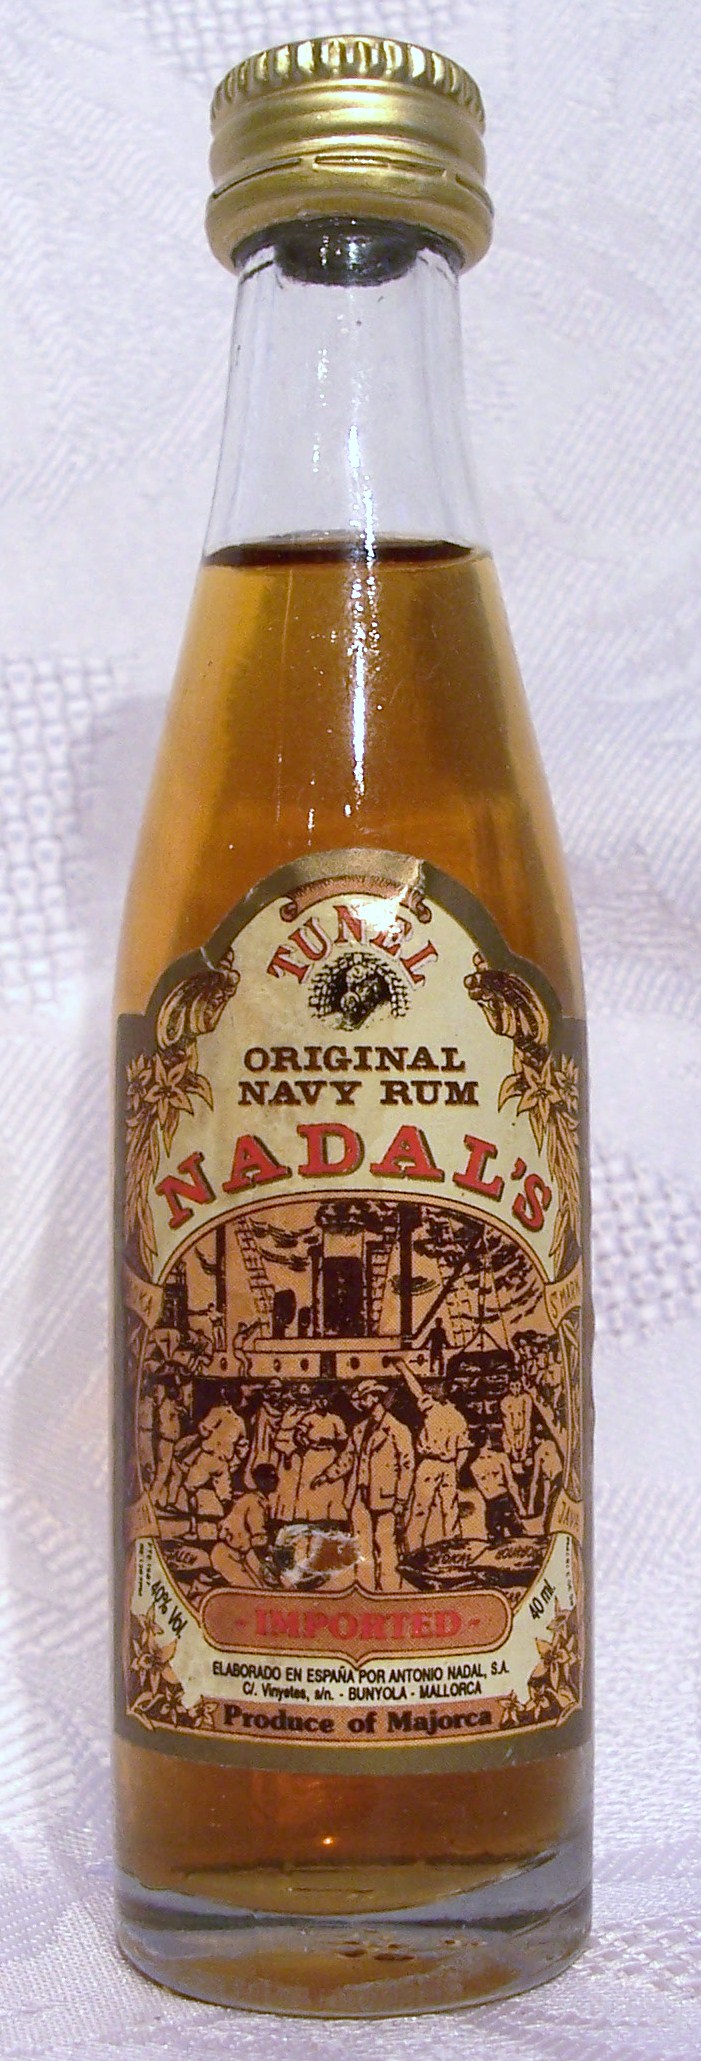 TUNEL
ORIGINAL
NAVY RUM
NADAL'S
IMPORTED
40% Vol.
40 ml.
ELABORADO EN ESPAÑA POR ANTONIO NADAL, S.A.
C/. Vinyetes, s/n. - BUNYOLA - MALLORCA
Produce of Majorca